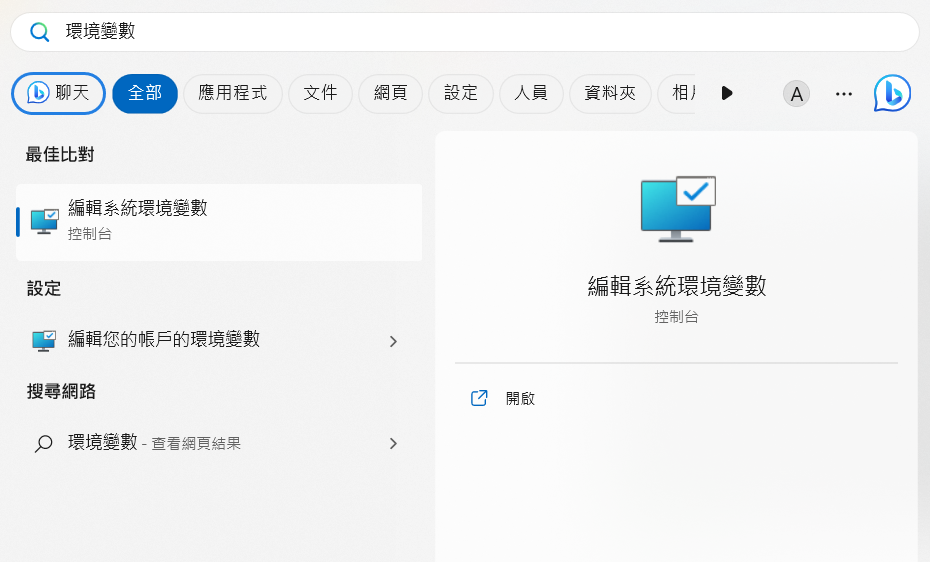 環境變數
聊天 全部 應用程式 文件 網頁 設定 人員 資料夾 相片 A
最佳比對
編輯系統環境變數
控制台
設定
編輯您的帳戶的環境變數
搜尋網路
環境變數 - 查看網頁結果
編輯系統環境變數
控制台
開啟